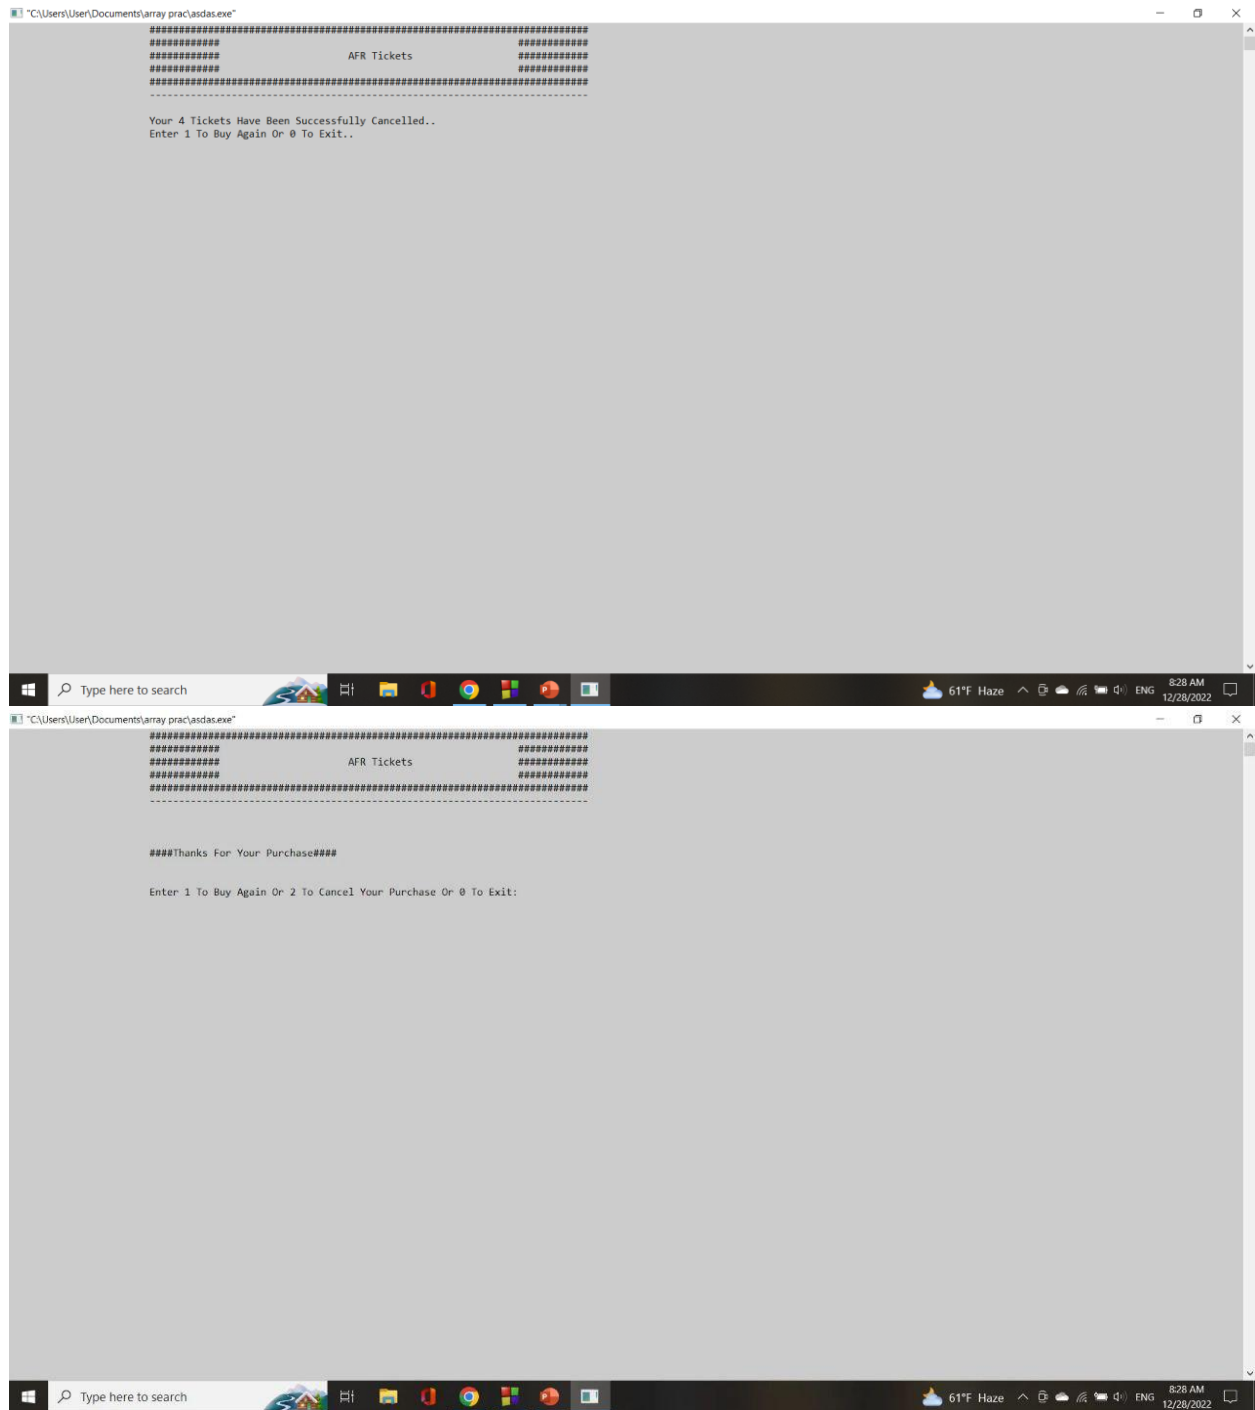 "C:\Users\User\Documents\array prac\asdas.exe"
###########################################################################
############ ############
############ AFR Tickets ############
############ ############
###########################################################################
---------------------------------------------------------------------------
Your 4 Tickets Have Been Successfully Cancelled..
Enter 1 To Buy Again Or 0 To Exit..
Type here to search
61°F Haze
ENG
8:28 AM
12/28/2022
"C:\Users\User\Documents\array prac\asdas.exe"
###########################################################################
############ ############
############ AFR Tickets ############
############ ############
###########################################################################
---------------------------------------------------------------------------
####Thanks For Your Purchase####
Enter 1 To Buy Again Or 2 To Cancel Your Purchase Or 0 To Exit:
Type here to search
61°F Haze
ENG
8:28 AM
12/28/2022